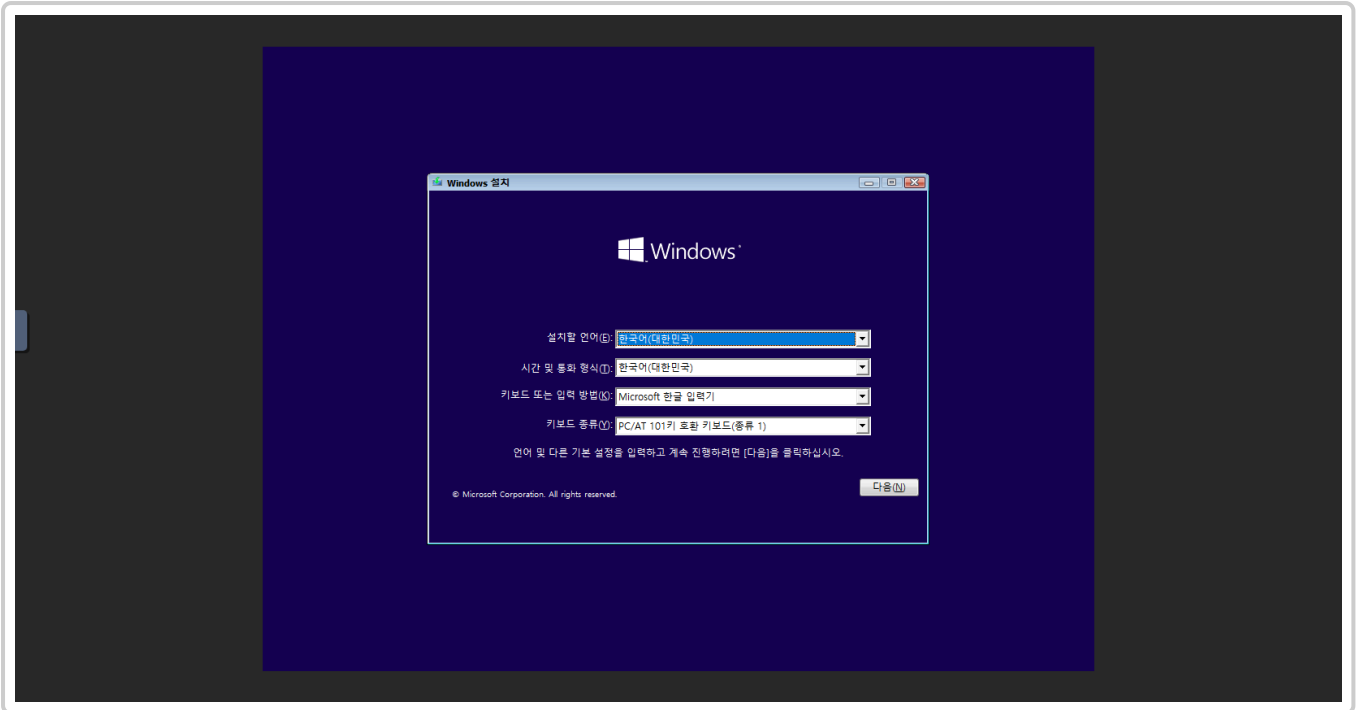 Windows 설치
Windows
설치할 언어(E): 한국어(대한민국)
시간 및 통화 형식(T): 한국어(대한민국)
키보드 또는 입력 방법(K): Microsoft 한글 입력기
키보드 종류(Y): PC/AT 101키 호환 키보드(종류 1)
언어 및 다른 기본 설정을 입력하고 계속 진행하려면 [다음]을 클릭하십시오.
다음(N)
© Microsoft Corporation. All rights reserved.